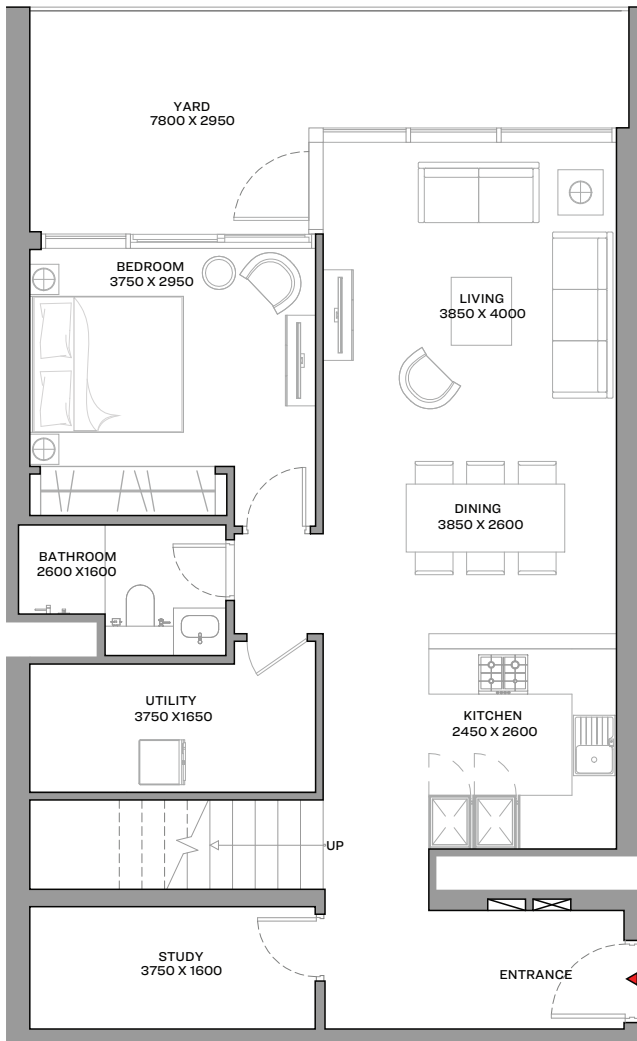 YARD
7800 X 2950
BEDROOM
3750 X 2950
LIVING
3850 X 4000
DINING
3850 X 2600
BATHROOM
2600 X1600
UTILITY
3750 X1650
KITCHEN
2450 X 2600
UP
STUDY
3750 X 1600
ENTRANCE